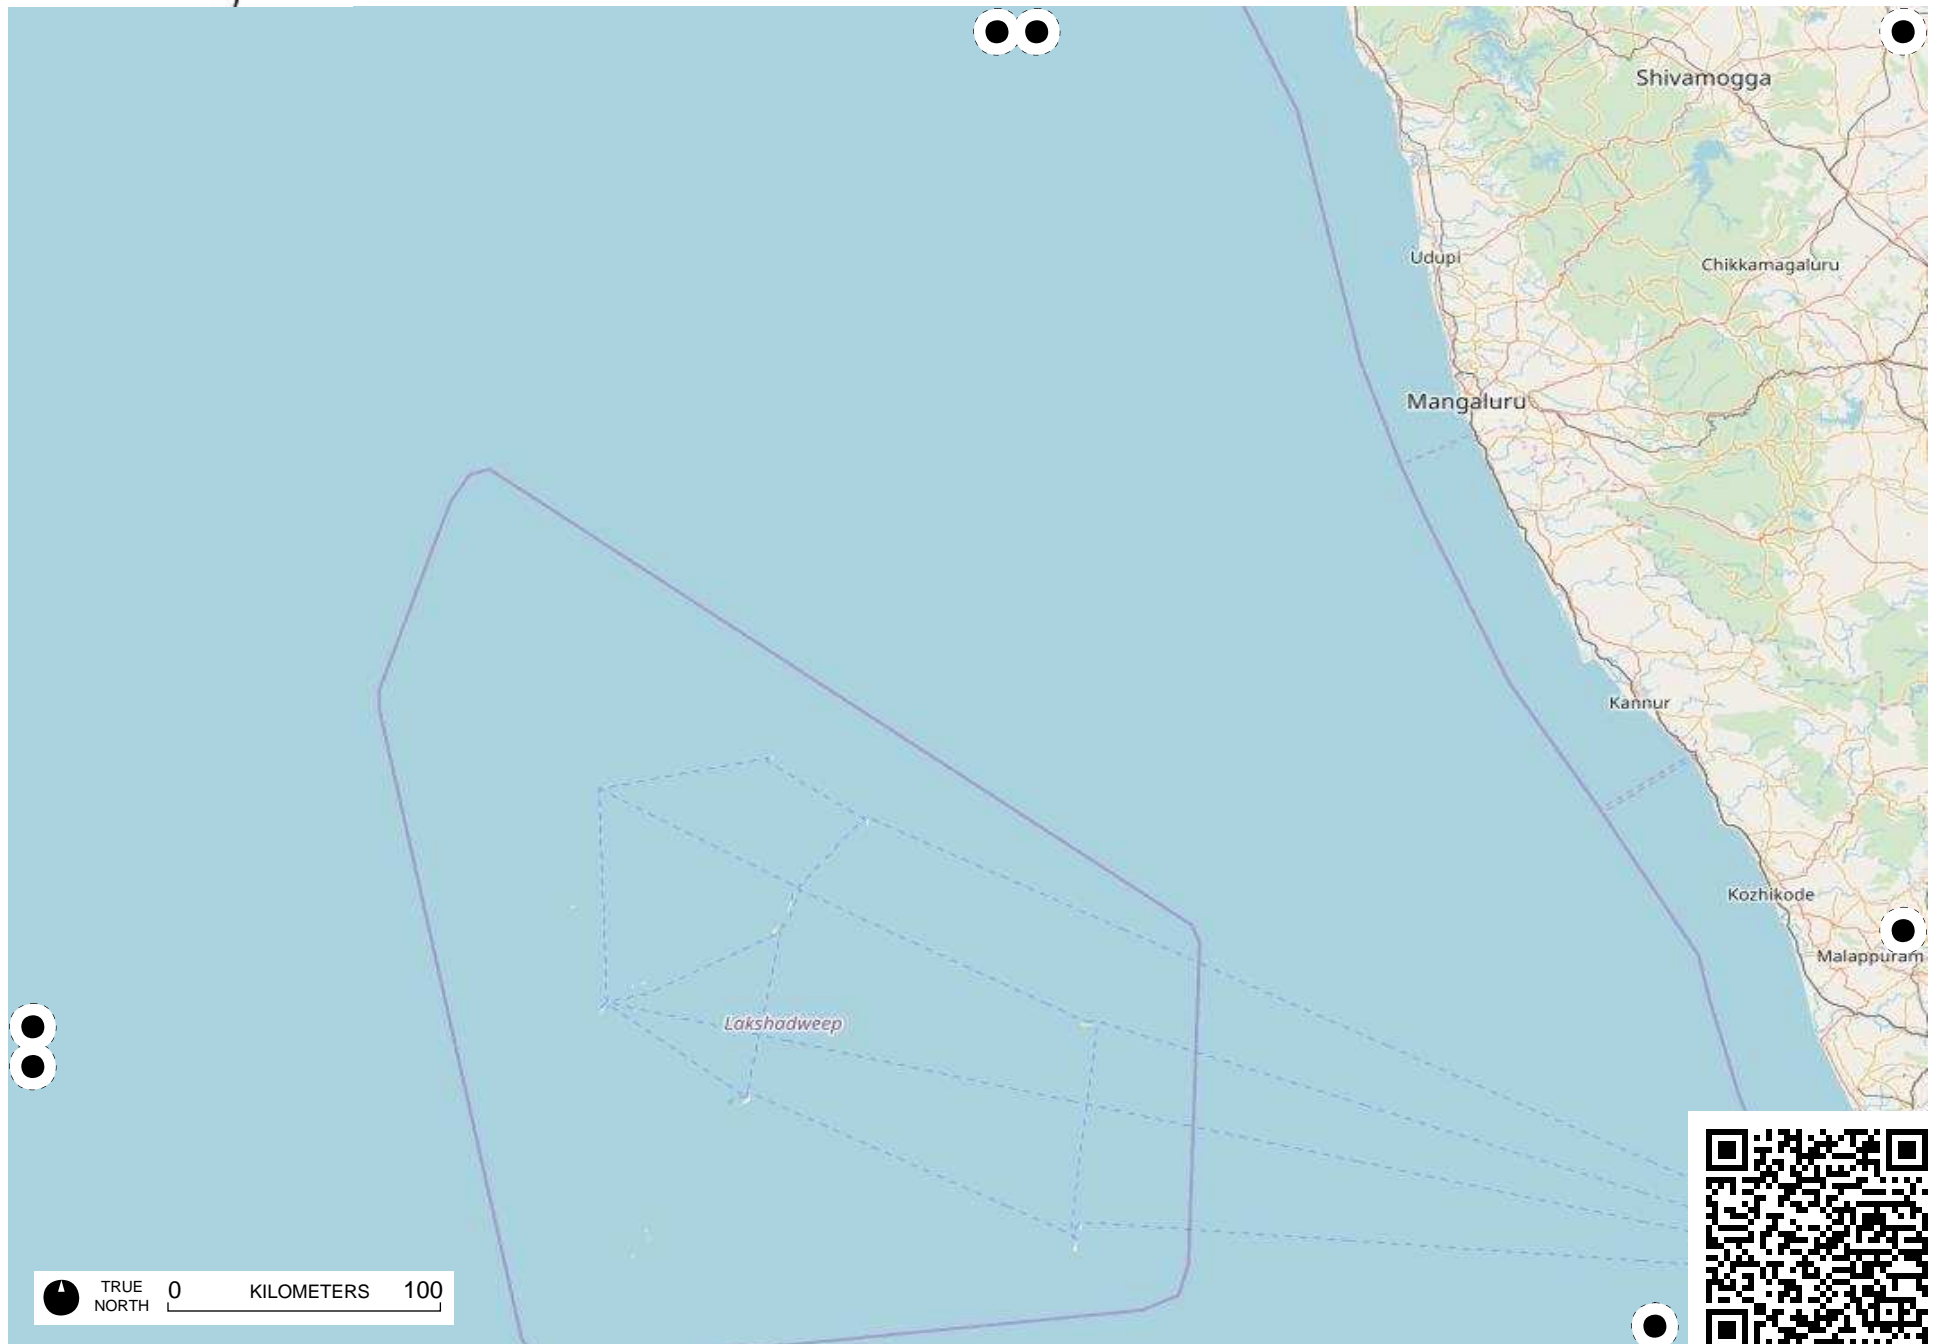 Shivamogga
Udupi
Chikkamagaluru
Mangaluru
Kannur
Kozhikode
Malappuram
Lakshadweep
TRUE NORTH
0 KILOMETERS 100